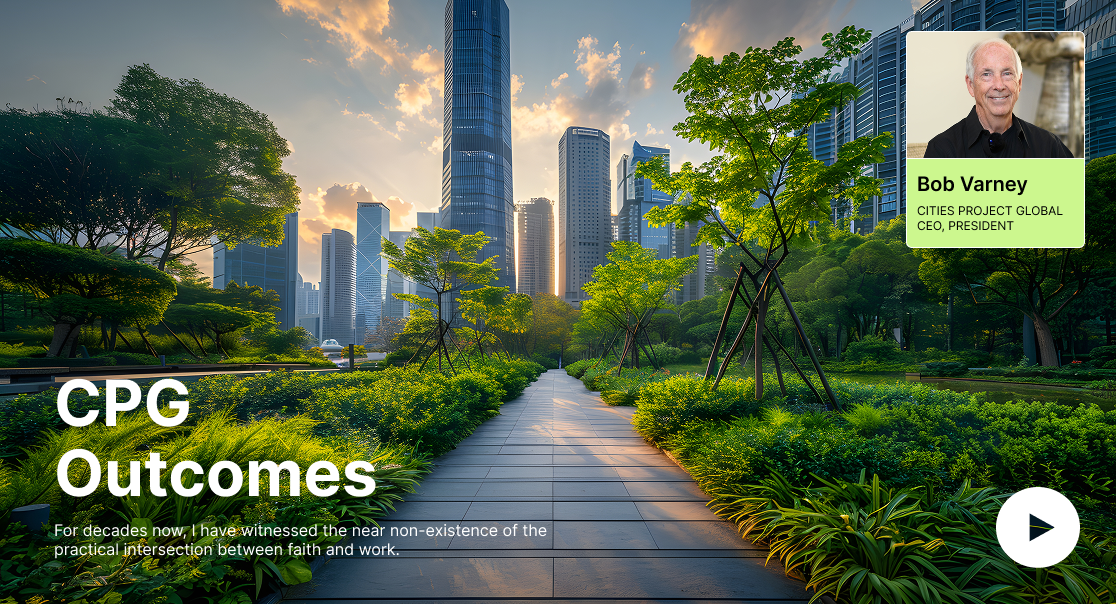 Bob Varney
CITIES PROJECT GLOBAL
CEO, PRESIDENT
CPG
Outcomes
For decades now, I have witnessed the near non-existence of the
practical intersection between faith and work.